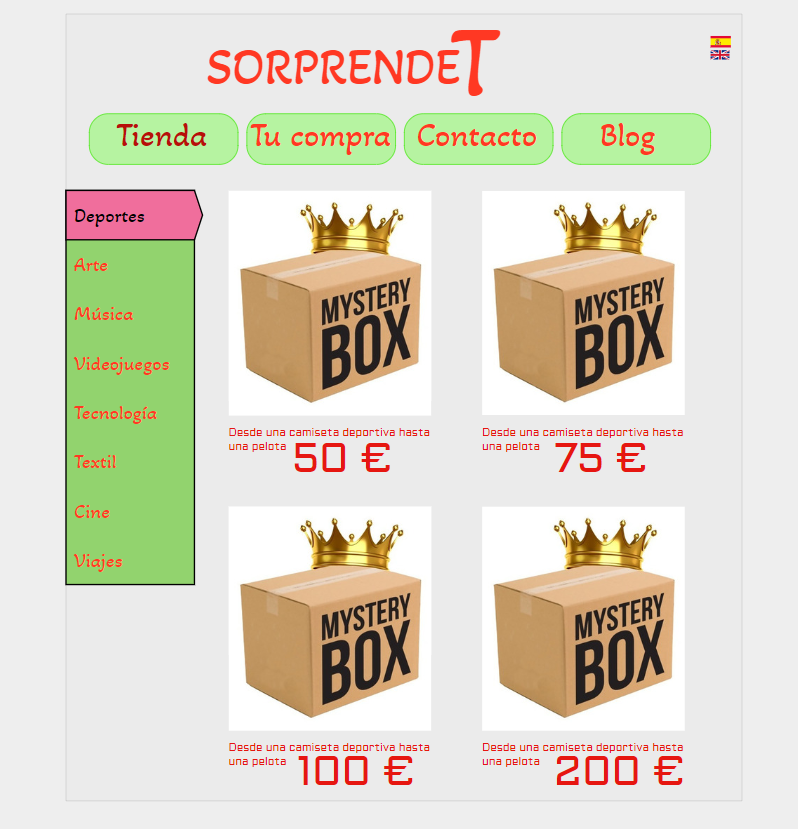 SORPRENDET
Tienda
Tu compra
Contacto
Blog
Deportes
Arte
Música
Videojuegos
Tecnología
Textil
Cine
Viajes
MYSTERY
BOX
Desde una camiseta deportiva hasta
una pelota 50 €
MYSTERY
BOX
Desde una camiseta deportiva hasta
una pelota 75 €
MYSTERY
BOX
Desde una camiseta deportiva hasta
una pelota 100 €
MYSTERY
BOX
Desde una camiseta deportiva hasta
una pelota 200 €